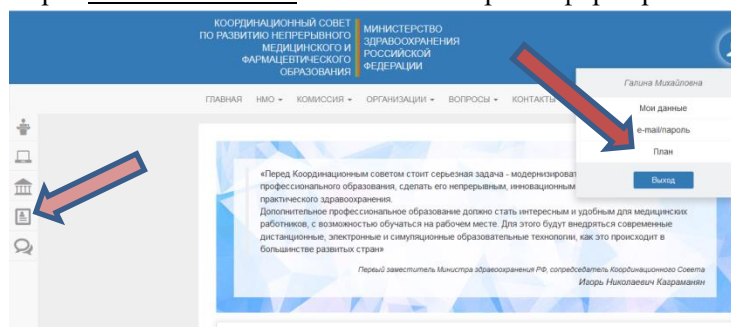 КООРДИНАЦИОННЫЙ СОВЕТ
ПО РАЗВИТИЮ НЕПРЕРЫВНОГО
МЕДИЦИНСКОГО И
ФАРМАЦЕВТИЧЕСКОГО
ОБРАЗОВАНИЯ
МИНИСТЕРСТВО
ЗДРАВООХРАНЕНИЯ
РОССИЙСКОЙ
ФЕДЕРАЦИИ
ГЛАВНАЯ НМО КОМИССИЯ ОРГАНИЗАЦИИ ВОПРОСЫ КОНТАКТЫ
Галина Михайловна
Мои данные
e-mail/пароль
План
Выход
«Перед Координационным советом стоит серьезная задача - модернизироват
профессионального образования, сделать его непрерывным, инновационным
практического здравоохранения.
Дополнительное профессиональное образование должно стать интересным и удобным для медицинских
работников, с возможностью обучаться на рабочем месте. Для этого будут внедряться современные
дистанционные, электронные и симуляционные образовательные технологии, как это происходит в
большинстве развитых стран»
Первый заместитель Министра здравоохранения РФ, сопредседатель Координационного Совета
Игорь Николаевич Каграманян